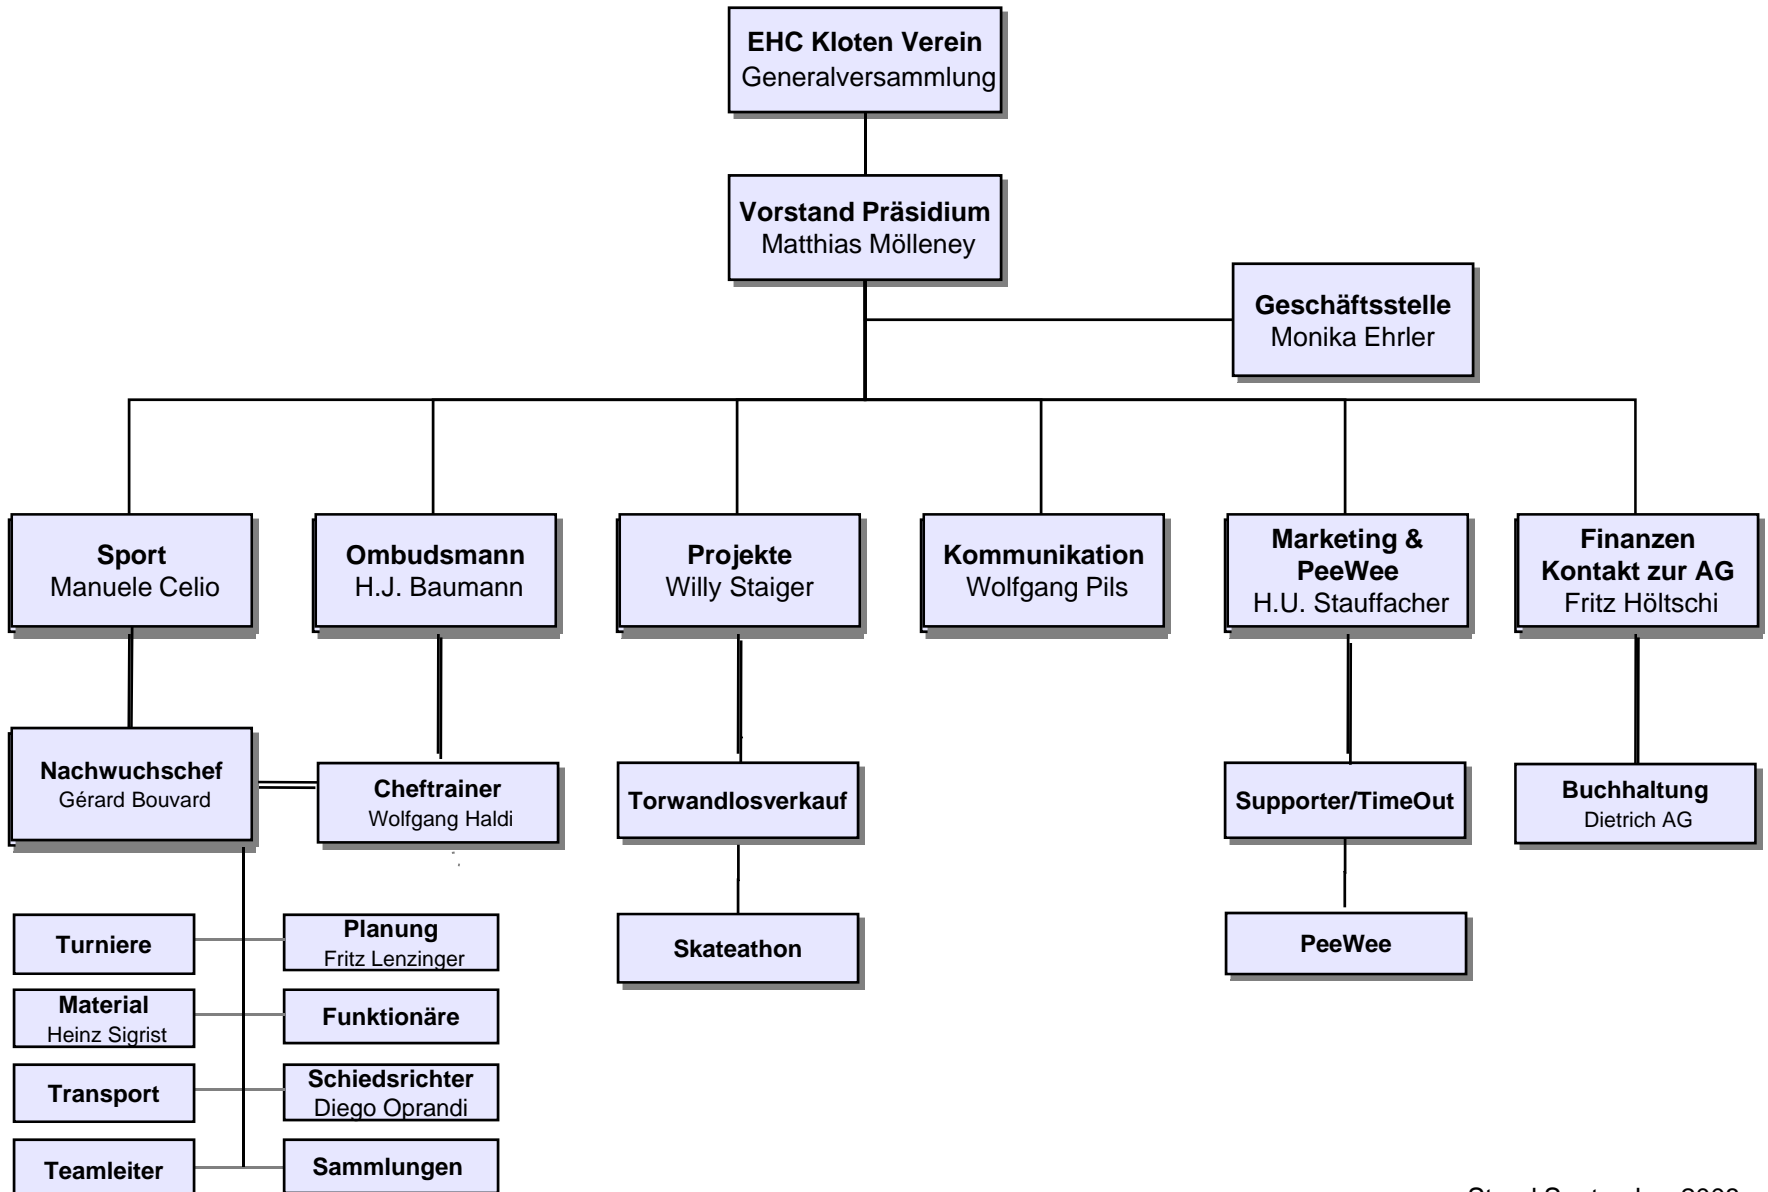 EHC Kloten Verein
Generalversammlung
Vorstand Präsidium
Matthias Mölleney
Geschäftsstelle
Monika Ehrler
Sport
Manuele Celio
Ombudsmann
H.J. Baumann
Projekte
Willy Staiger
Kommunikation
Wolfgang Pils
Marketing &
PeeWee
H.U. Stauffacher
Finanzen
Kontakt zur AG
Fritz Höltschi
Nachwuchschef
Gérard Bouvard
Cheftrainer
Wolfgang Haldi
Torwandlosverkauf
Supporter/TimeOut
Buchhaltung
Dietrich AG
Turniere
Planung
Fritz Lenzinger
Skateathon
PeeWee
Material
Heinz Sigrist
Funktionäre
Transport
Schiedsrichter
Diego Oprandi
Teamleiter
Sammlungen
Stand September